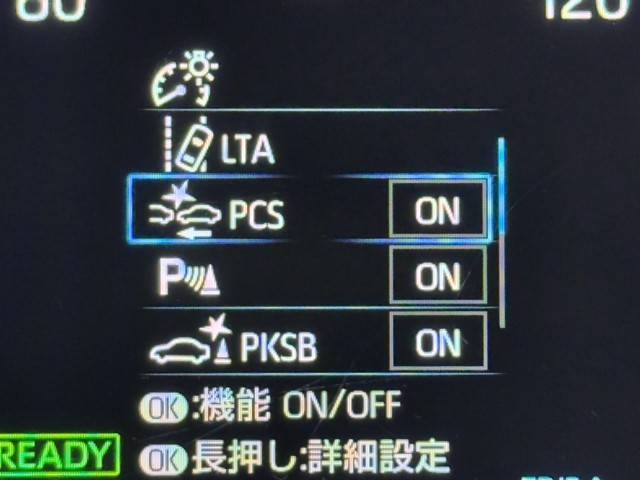 60 120
LTA
PCS ON
P ON
PKSB ON
OK:機能 ON/OFF
READY
OK長押し:詳細設定